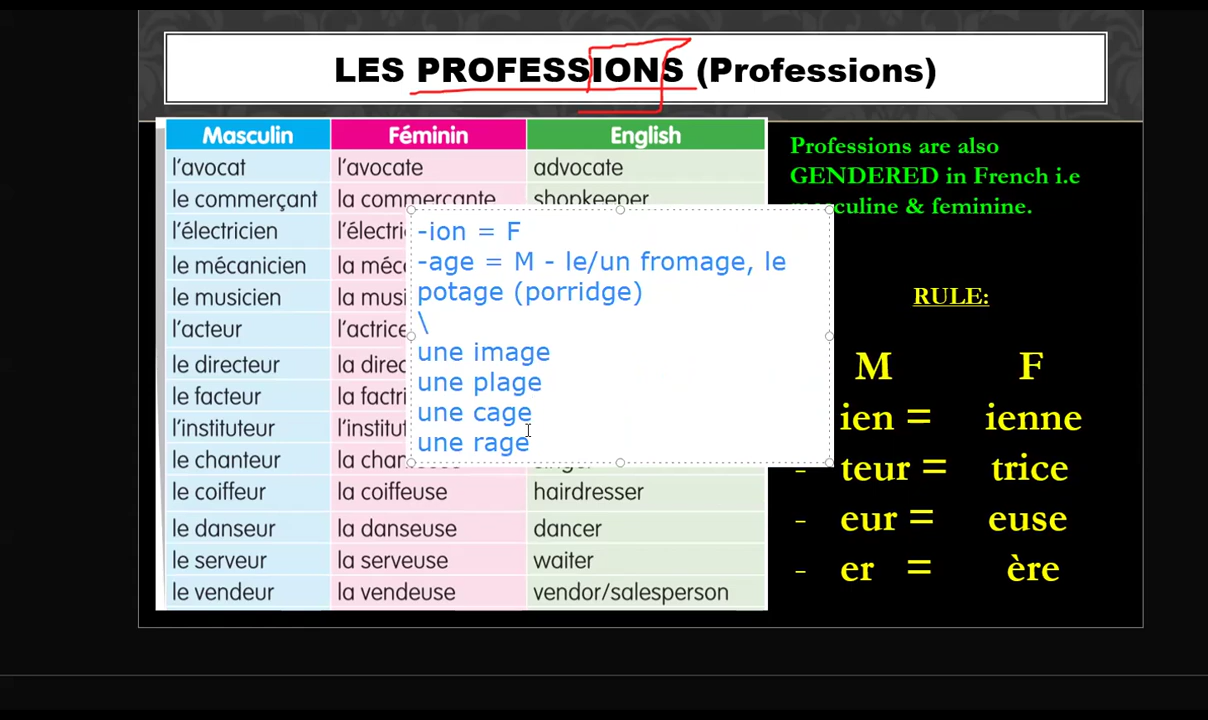 LES PROFESSIONS (Professions)
Masculin Féminin English
l'avocat l'avocate advocate
le commerçant la commerçante shopkeeper
l'électricien
le mécanicien
le musicien
l'acteur l'actrice
le directeur
le facteur
l'instituteur
le chanteur
le coiffeur la coiffeuse hairdresser
le danseur la danseuse dancer
le serveur la serveuse waiter
le vendeur la vendeuse vendor/salesperson
-ion = F
-age = M - le/un fromage, le
potage (porridge)
\
une image
une plage
une cage
une rage
Professions are also
GENDERED in French i.e
& feminine.
RULE:
M F
ien = ienne
- teur = trice
- eur = euse
- er = ère